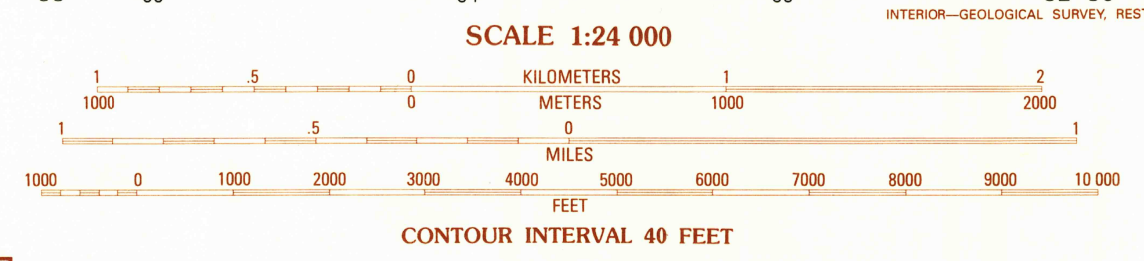 INTERIOR—GEOLOGICAL SURVEY, REST
SCALE 1:24 000
1 .5 0 KILOMETERS 1 2
1000 0 METERS 1000 2000
1 .5 0 1
MILES
1000 0 1000 2000 3000 4000 5000 6000 7000 8000 9000 10 000
FEET
CONTOUR INTERVAL 40 FEET